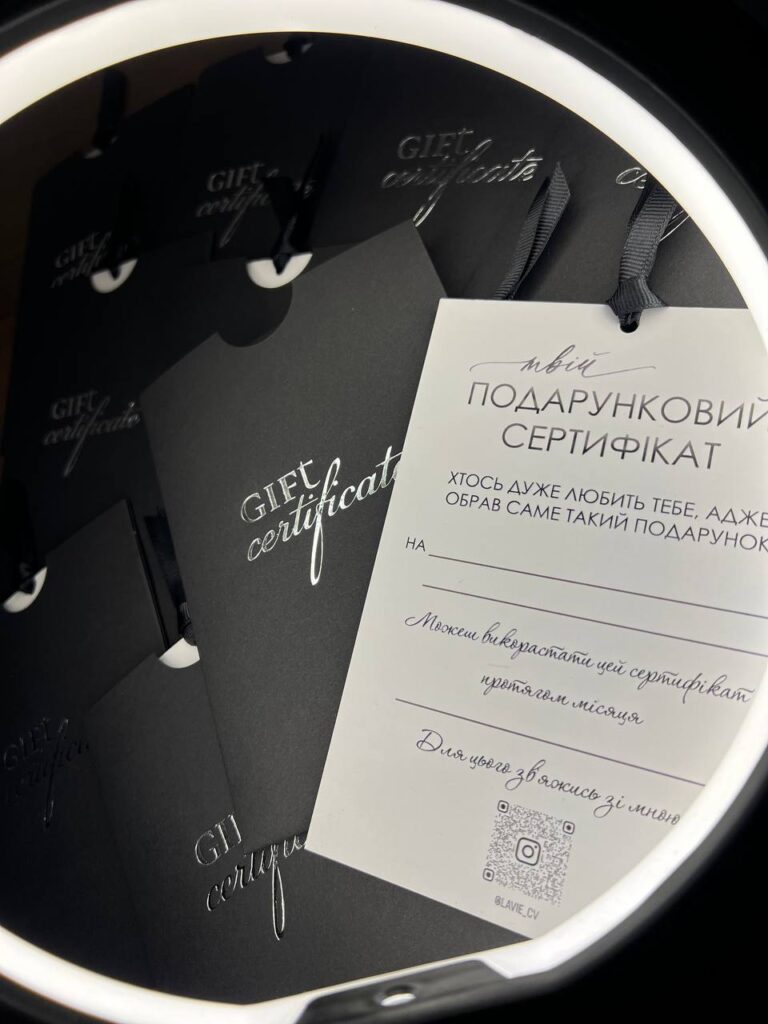 GIFt
certificate
GIFt
GIFt
certificate
GIFt
certificate
GIFt
certificate
твій
ПОДАРУНКОВИЙ
СЕРТИФІКАТ
ХТОСЬ ДУЖЕ ЛЮБИТЬ ТЕБЕ, АДЖЕ
ОБРАВ САМЕ ТАКИЙ ПОДАРУНОК
НА
Можеш використати цей сертифікат
протягом місяця
Для цього зв'яжись зі мною
@LAVIE_CV
GIFt